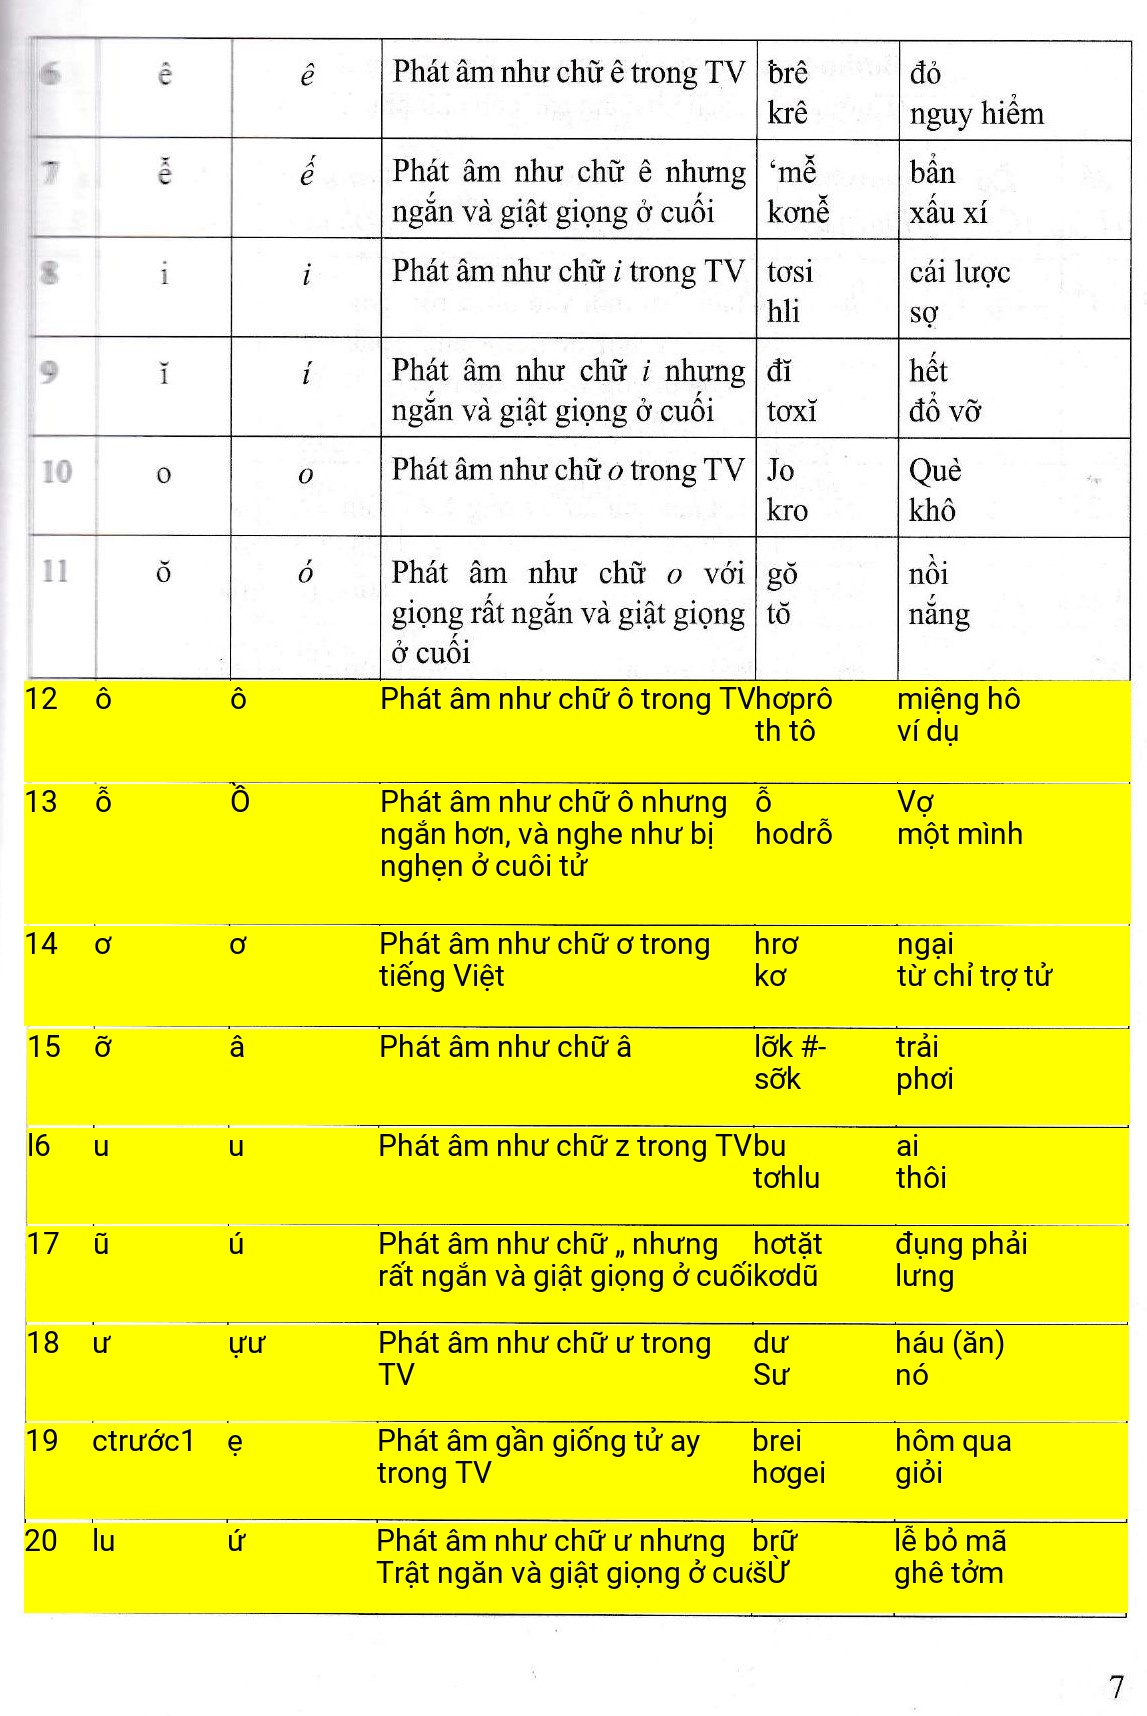 6 ê ê Phát âm như chữ ê trong TV brê đỏ
krê nguy hiểm
7 ê̆ ế Phát âm như chữ ê nhưng ‘mê̆ bẩn
ngắn và giật giọng ở cuối kơnê̆ xấu xí
8 i i Phát âm như chữ i trong TV tơsi cái lược
hli sợ
9 ĭ í Phát âm như chữ i nhưng đĭ hết
ngắn và giật giọng ở cuối tơxĭ đổ vỡ
10 o o Phát âm như chữ o trong TV Jo Què
kro khô
11 ŏ ó Phát âm như chữ o với gŏ nồi
giọng rất ngắn và giật giọng tŏ nắng
ở cuối
12 ô ô Phát âm như chữ ô trong TV hơprô miệng hô
th tô ví dụ
13 ỗ Ồ Phát âm như chữ ô nhưng ỗ Vợ
ngắn hơn, và nghe như bị hodrỗ một mình
nghẹn ở cuôi tử
14 ơ ơ Phát âm như chữ ơ trong hrơ ngại
tiếng Việt kơ từ chỉ trợ tử
15 ỡ â Phát âm như chữ â lỡk #- trải
sỡk phơi
l6 u u Phát âm như chữ z trong TV bu ai
tơhlu thôi
17 ũ ú Phát âm như chữ „ nhưng hơtặt đụng phải
rất ngắn và giật giọng ở cuối kơdũ lưng
18 ư ựư Phát âm như chữ ư trong dư háu (ăn)
TV Sư nó
19 ctrước1 ẹ Phát âm gần giống tử ay brei hôm qua
trong TV hơgei giỏi
20 lu ứ Phát âm như chữ ư nhưng brữ lễ bỏ mã
Trật ngăn và giật giọng ở cuć šỪ ghê tởm
7